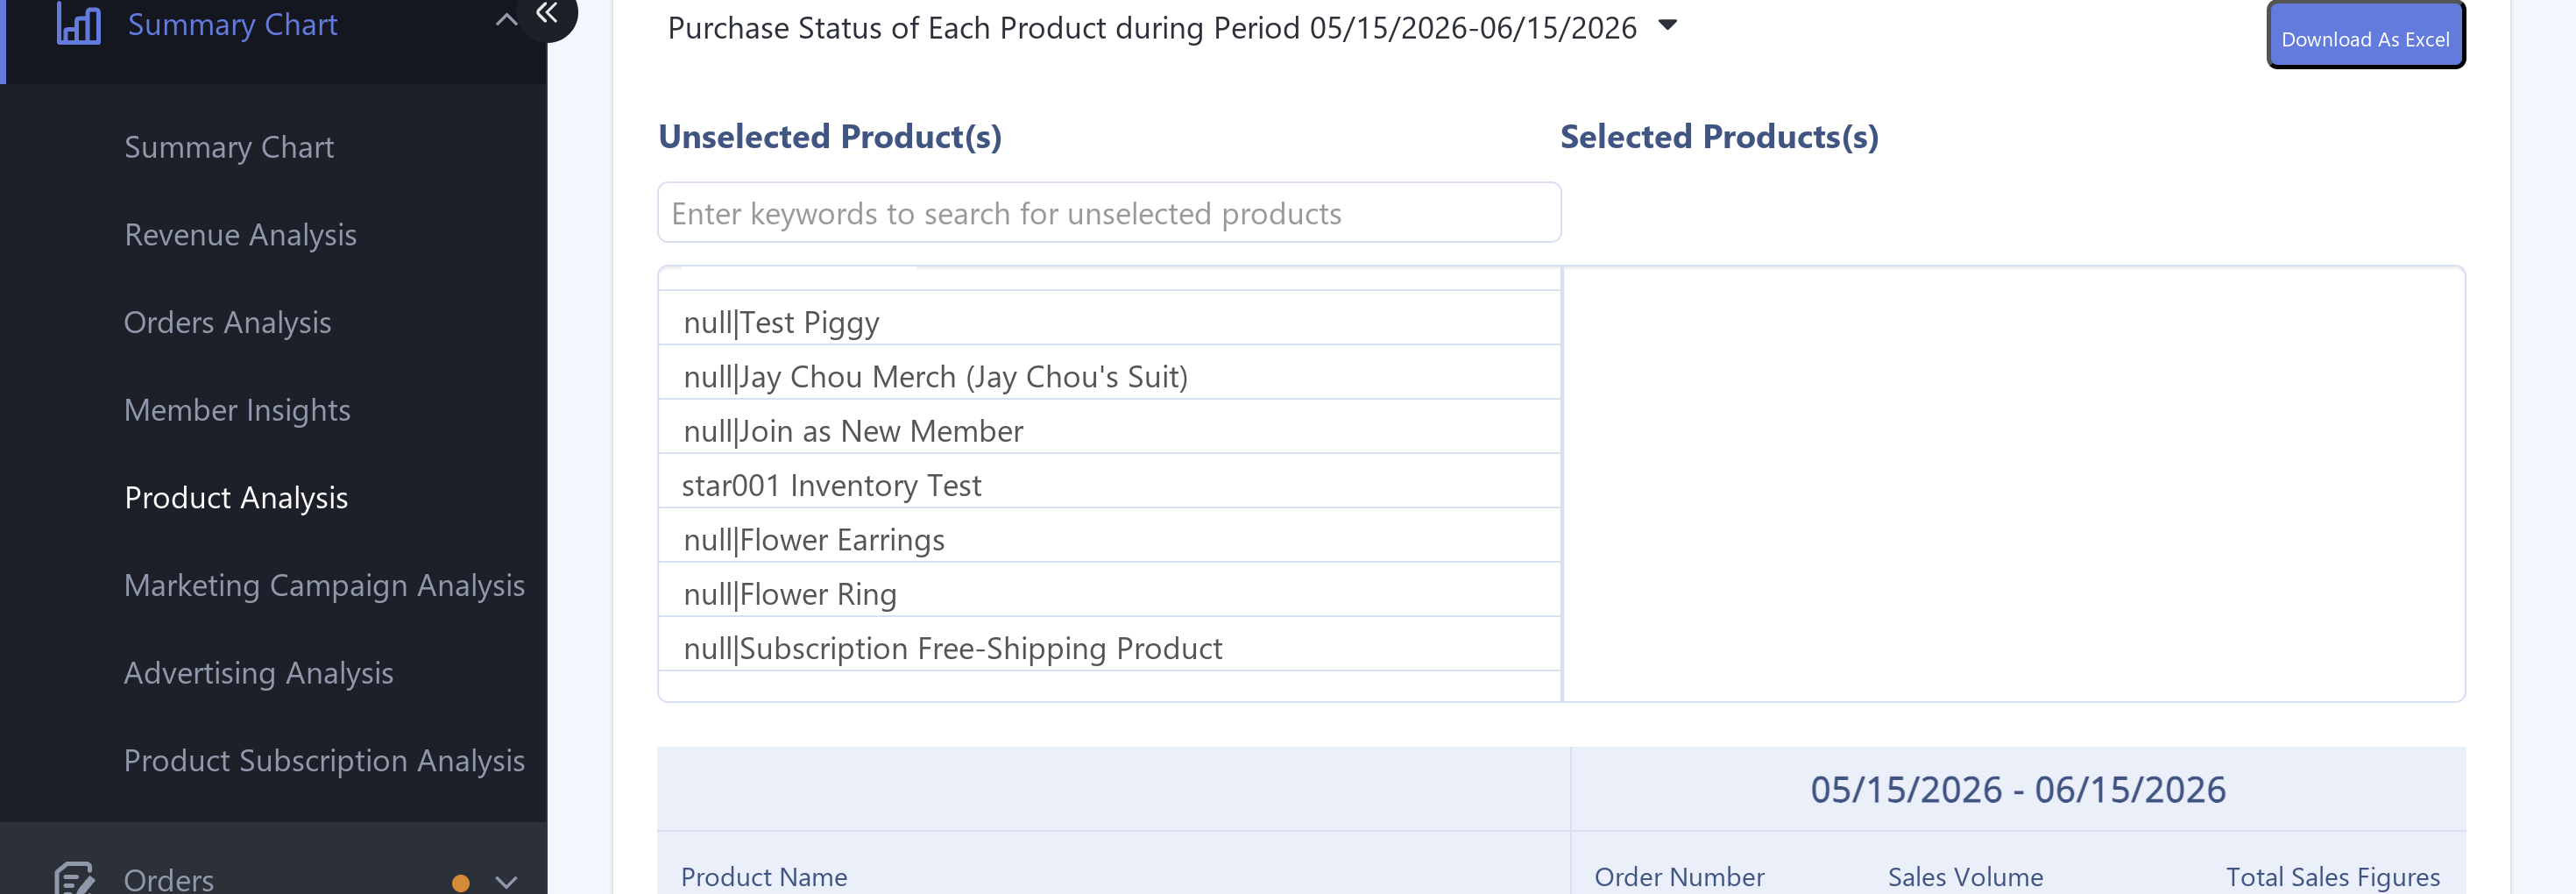 Summary Chart
Summary Chart
Revenue Analysis
Orders Analysis
Member Insights
Product Analysis
Marketing Campaign Analysis
Advertising Analysis
Product Subscription Analysis
Orders
Purchase Status of Each Product during Period 05/15/2026-06/15/2026
Download As Excel
Unselected Product(s)
Selected Products(s)
Enter keywords to search for unselected products
null|Test Piggy
null|Jay Chou Merch (Jay Chou's Suit)
null|Join as New Member
star001 Inventory Test
null|Flower Earrings
null|Flower Ring
null|Subscription Free-Shipping Product
05/15/2026 - 06/15/2026
Product Name
Order Number
Sales Volume
Total Sales Figures